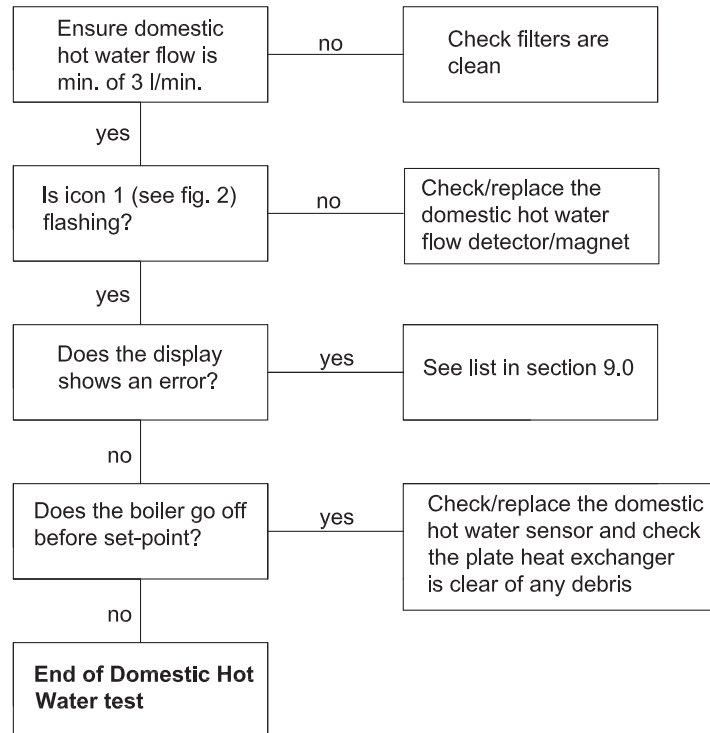 Ensure domestic
hot water flow is
min. of 3 l/min.
no
Check filters are
clean
yes
Is icon 1 (see fig. 2)
flashing?
no
Check/replace the
domestic hot water
flow detector/magnet
yes
Does the display
shows an error?
yes
See list in section 9.0
no
Does the boiler go off
before set-point?
yes
Check/replace the domestic
hot water sensor and check
the plate heat exchanger
is clear of any debris
no
End of Domestic Hot
Water test